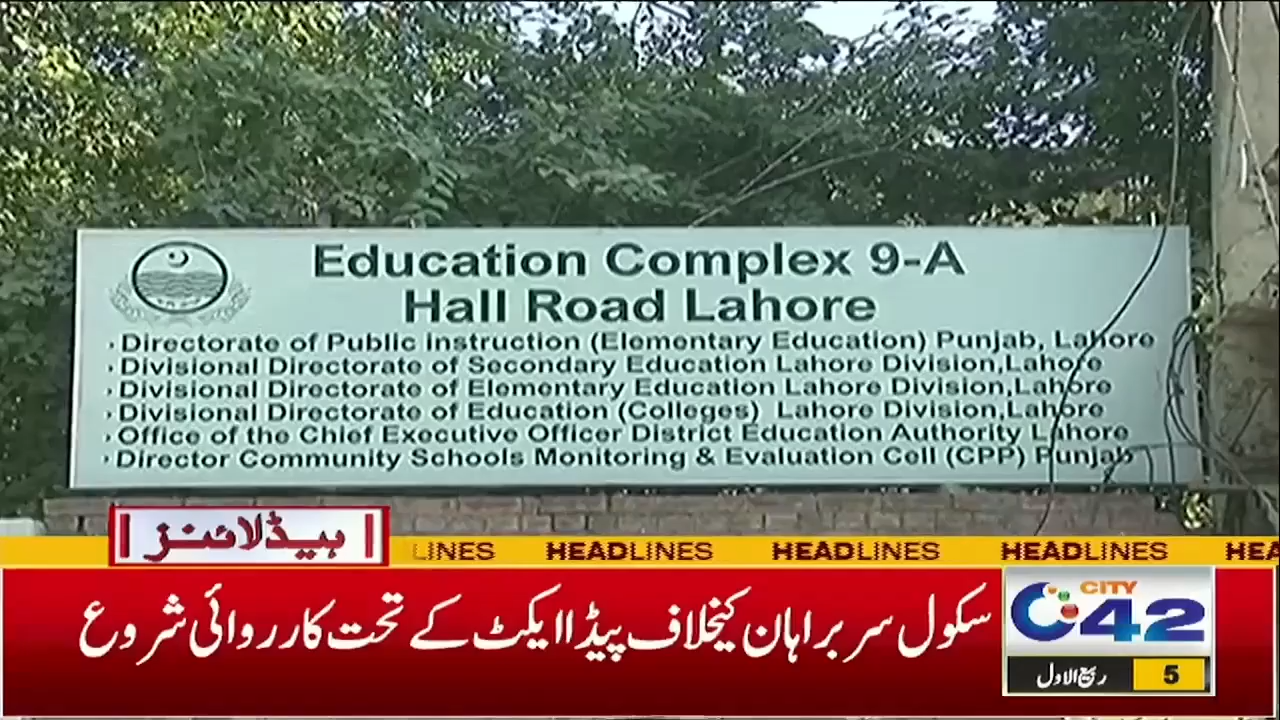 Education Complex 9-A
Hall Road Lahore
Directorate of Public instruction (Elementary Education) Punjab, Lahore
Divisional Directorate of Secondary Education Lahore Division,Lahore
Divisional Directorate of Elementary Education Lahore Division,Lahore
Divisional Directorate of Education (Colleges) Lahore Division,Lahore
Office of the Chief Executive Officer District Education Authority Lahore
Director Community Schools Monitoring & Evaluation Cell (CPP) Punjab
ہیڈلائنز
LINES HEADLINES HEADLINES HEADLINES HEA
سکول سربراہان کیخلاف پیڈا ایکٹ کے تحت کارروائی شروع
CITY
42
5 ربیع الاول